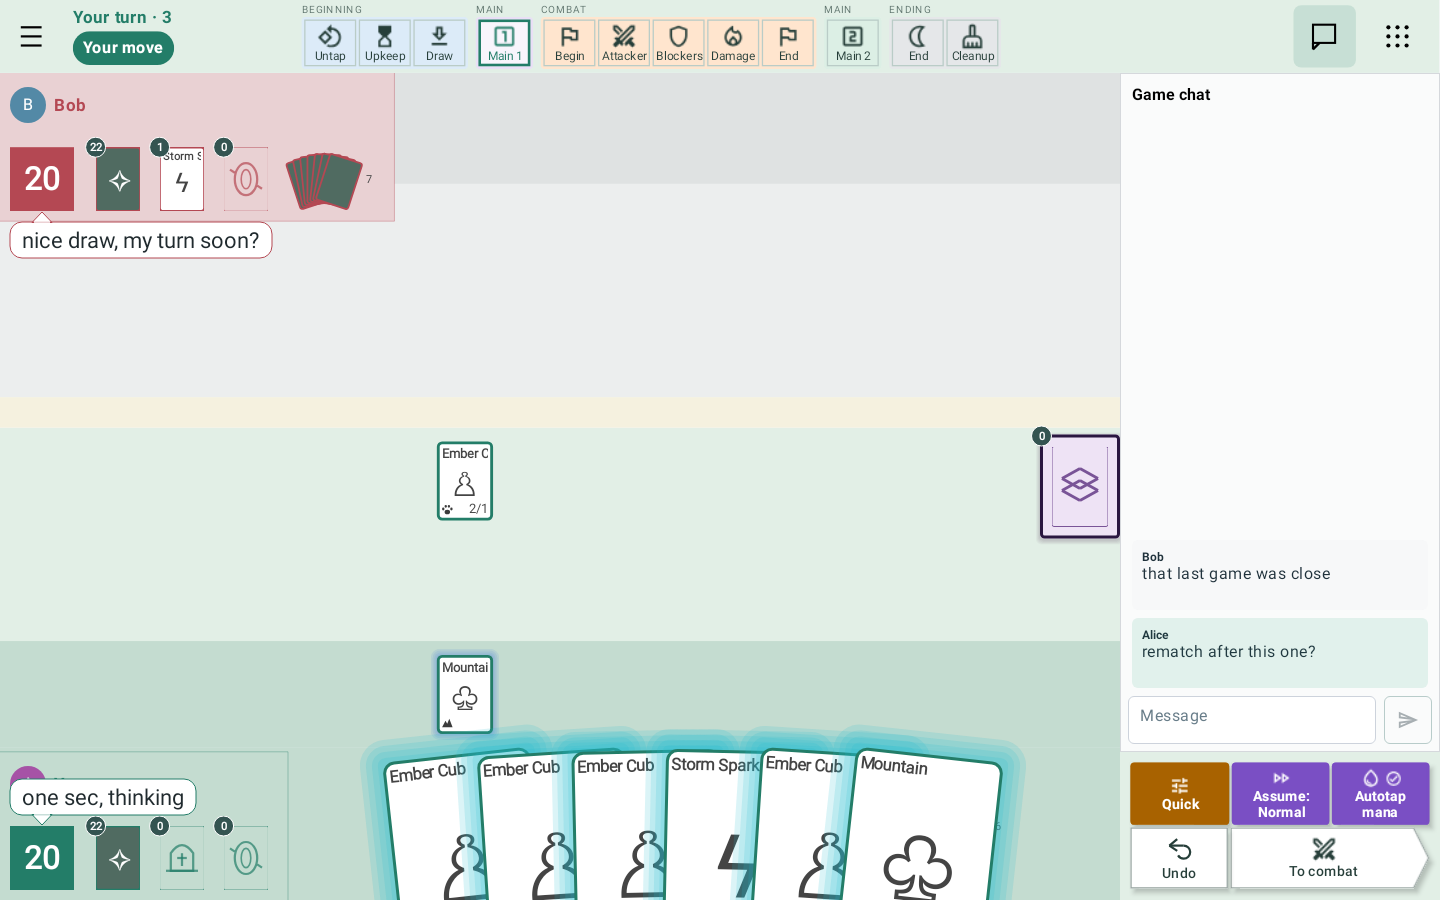 Your turn · 3
Your move
BEGINNING
MAIN
COMBAT
MAIN
ENDING
Untap
Upkeep
Draw
Main 1
Begin
Attacker
Blockers
Damage
End
Main 2
End
Cleanup
B
Bob
20
22
1
Storm S
0
7
nice draw, my turn soon?
Game chat
Ember C
2/1
0
Bob
that last game was close
Alice
rematch after this one?
Message
Mountai
one sec, thinking
20
22
0
0
Ember Cub
Ember Cub
Ember Cub
Storm Spark
Ember Cub
Mountain
Quick
Assume:
Normal
Autotap
mana
Undo
To combat